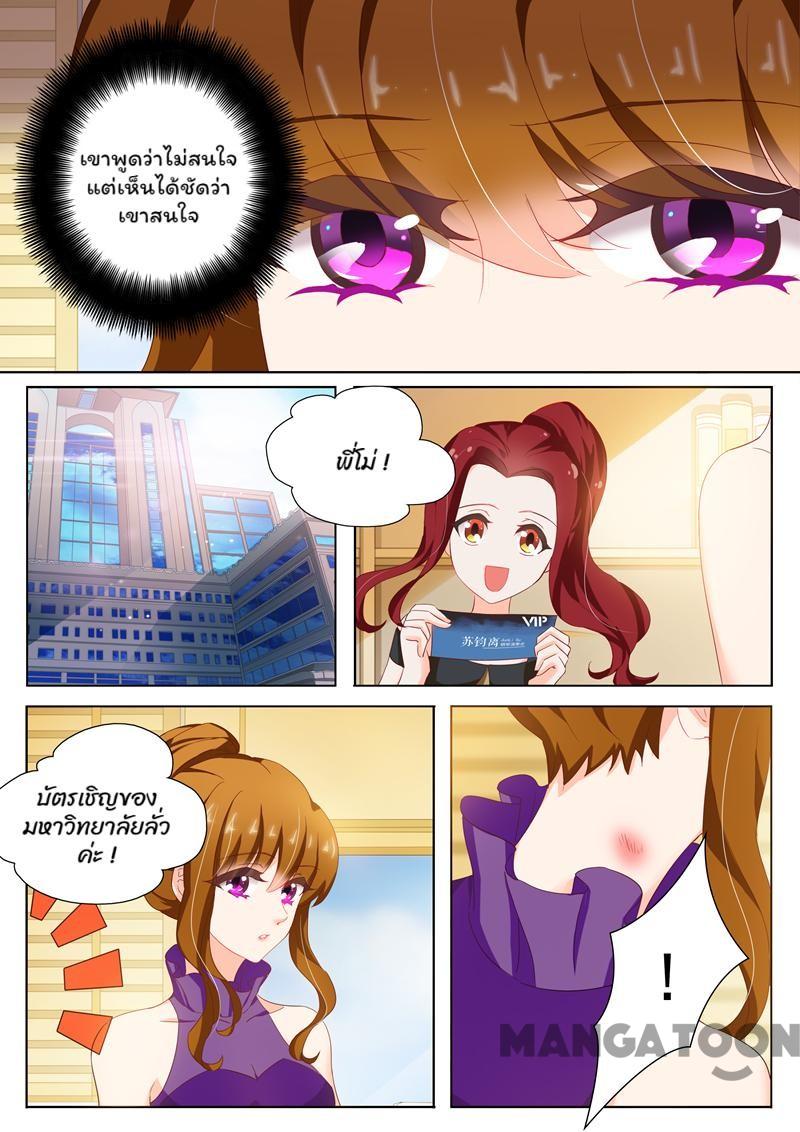 เขาพูดว่าไม่สนใจ
แต่เห็นได้ชัดว่า
เขาสนใจ
พี่โม่ !
VIP
苏钧离
บัตรเชิญของ
มหาวิทยาลัยลั่ว
ค่ะ !
!
MANGATOON